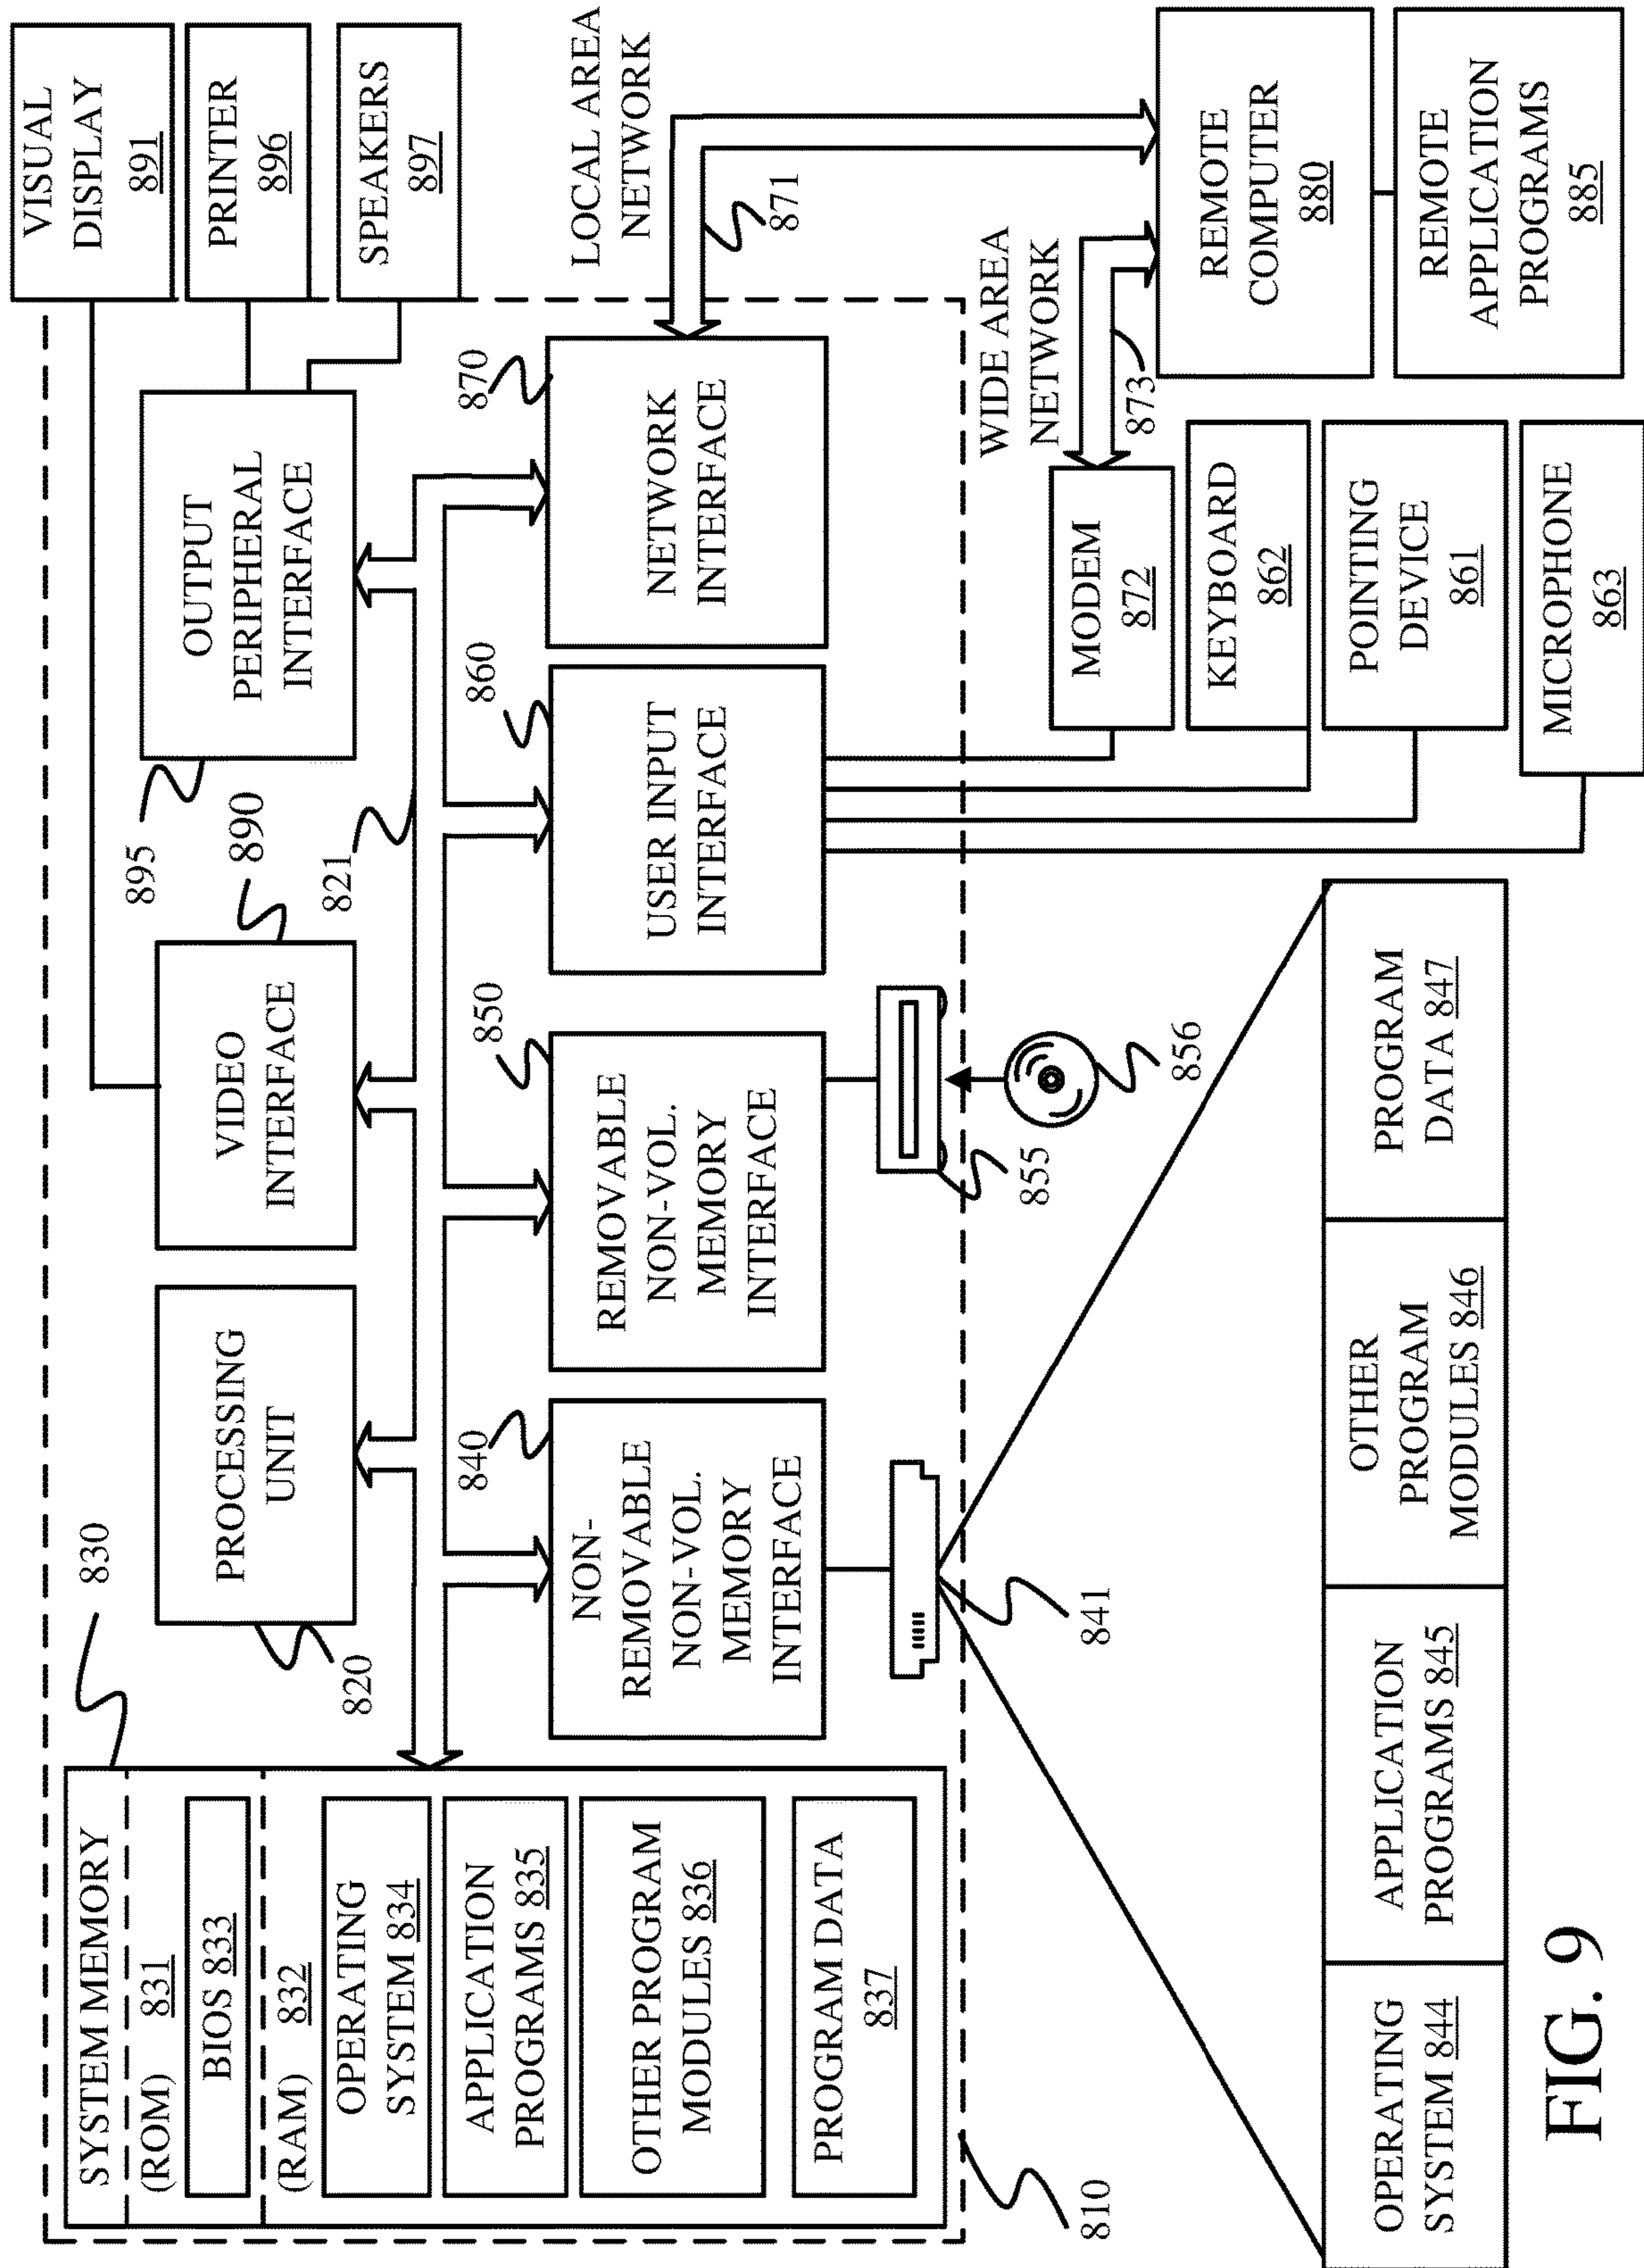 SYSTEM MEMORY
(ROM) 831
BIOS 833
(RAM) 832
OPERATING
SYSTEM 834
APPLICATION
PROGRAMS 835
OTHER PROGRAM
MODULES 836
PROGRAM DATA
837
810
830
PROCESSING
UNIT
820
VIDEO
INTERFACE
890
821
OUTPUT
PERIPHERAL
INTERFACE
895
VISUAL
DISPLAY
891
PRINTER
896
SPEAKERS
897
NON-
REMOVABLE
NON-VOL.
MEMORY
INTERFACE
840
REMOVABLE
NON-VOL.
MEMORY
INTERFACE
850
USER INPUT
INTERFACE
860
NETWORK
INTERFACE
870
LOCAL AREA
NETWORK
871
841
855
856
WIDE AREA
NETWORK
873
MODEM
872
KEYBOARD
862
POINTING
DEVICE
861
MICROPHONE
863
REMOTE
COMPUTER
880
REMOTE
APPLICATION
PROGRAMS
885
OPERATING
SYSTEM 844
APPLICATION
PROGRAMS 845
OTHER
PROGRAM
MODULES 846
PROGRAM
DATA 847
FIG. 9